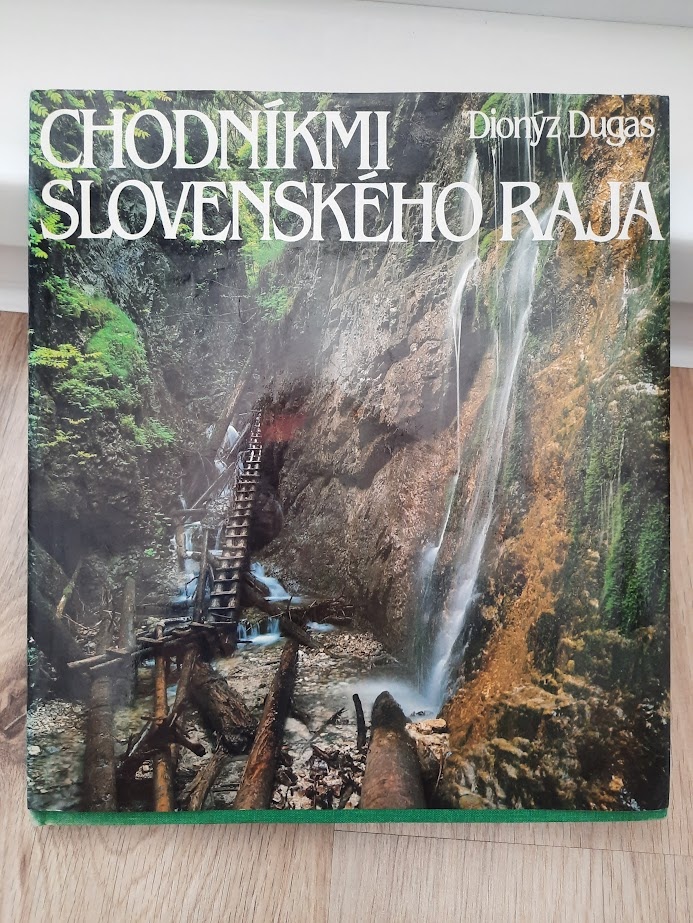 CHODNÍKMI
Dionýz Dugas
SLOVENSKÉHO RAJA